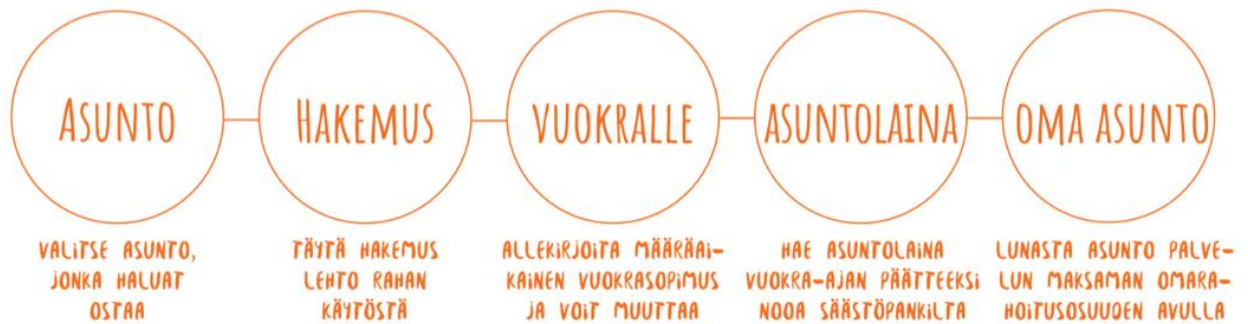 ASUNTO
HAKEMUS
VUOKRALLE
ASUNTOLAINA
OMA ASUNTO
VALITSE ASUNTO,
JONKA HALUAT
OSTAA
TÄYTÄ HAKEMUS
LEHTO RAHAN
KÄYTÖSTÄ
ALLEKIRJOITA MÄÄRÄAI-
KAINEN VUOKRASOPIMUS
JA VOIT MUUTTAA
HAE ASUNTOLAINA
VUOKRA-AJAN PÄÄTTEEKSI
NOOA SÄÄSTÖPANKILTA
LUNASTA ASUNTO PALVE-
LUN MAKSAMAN OMARA-
HOITUSOSUUDEN AVULLA